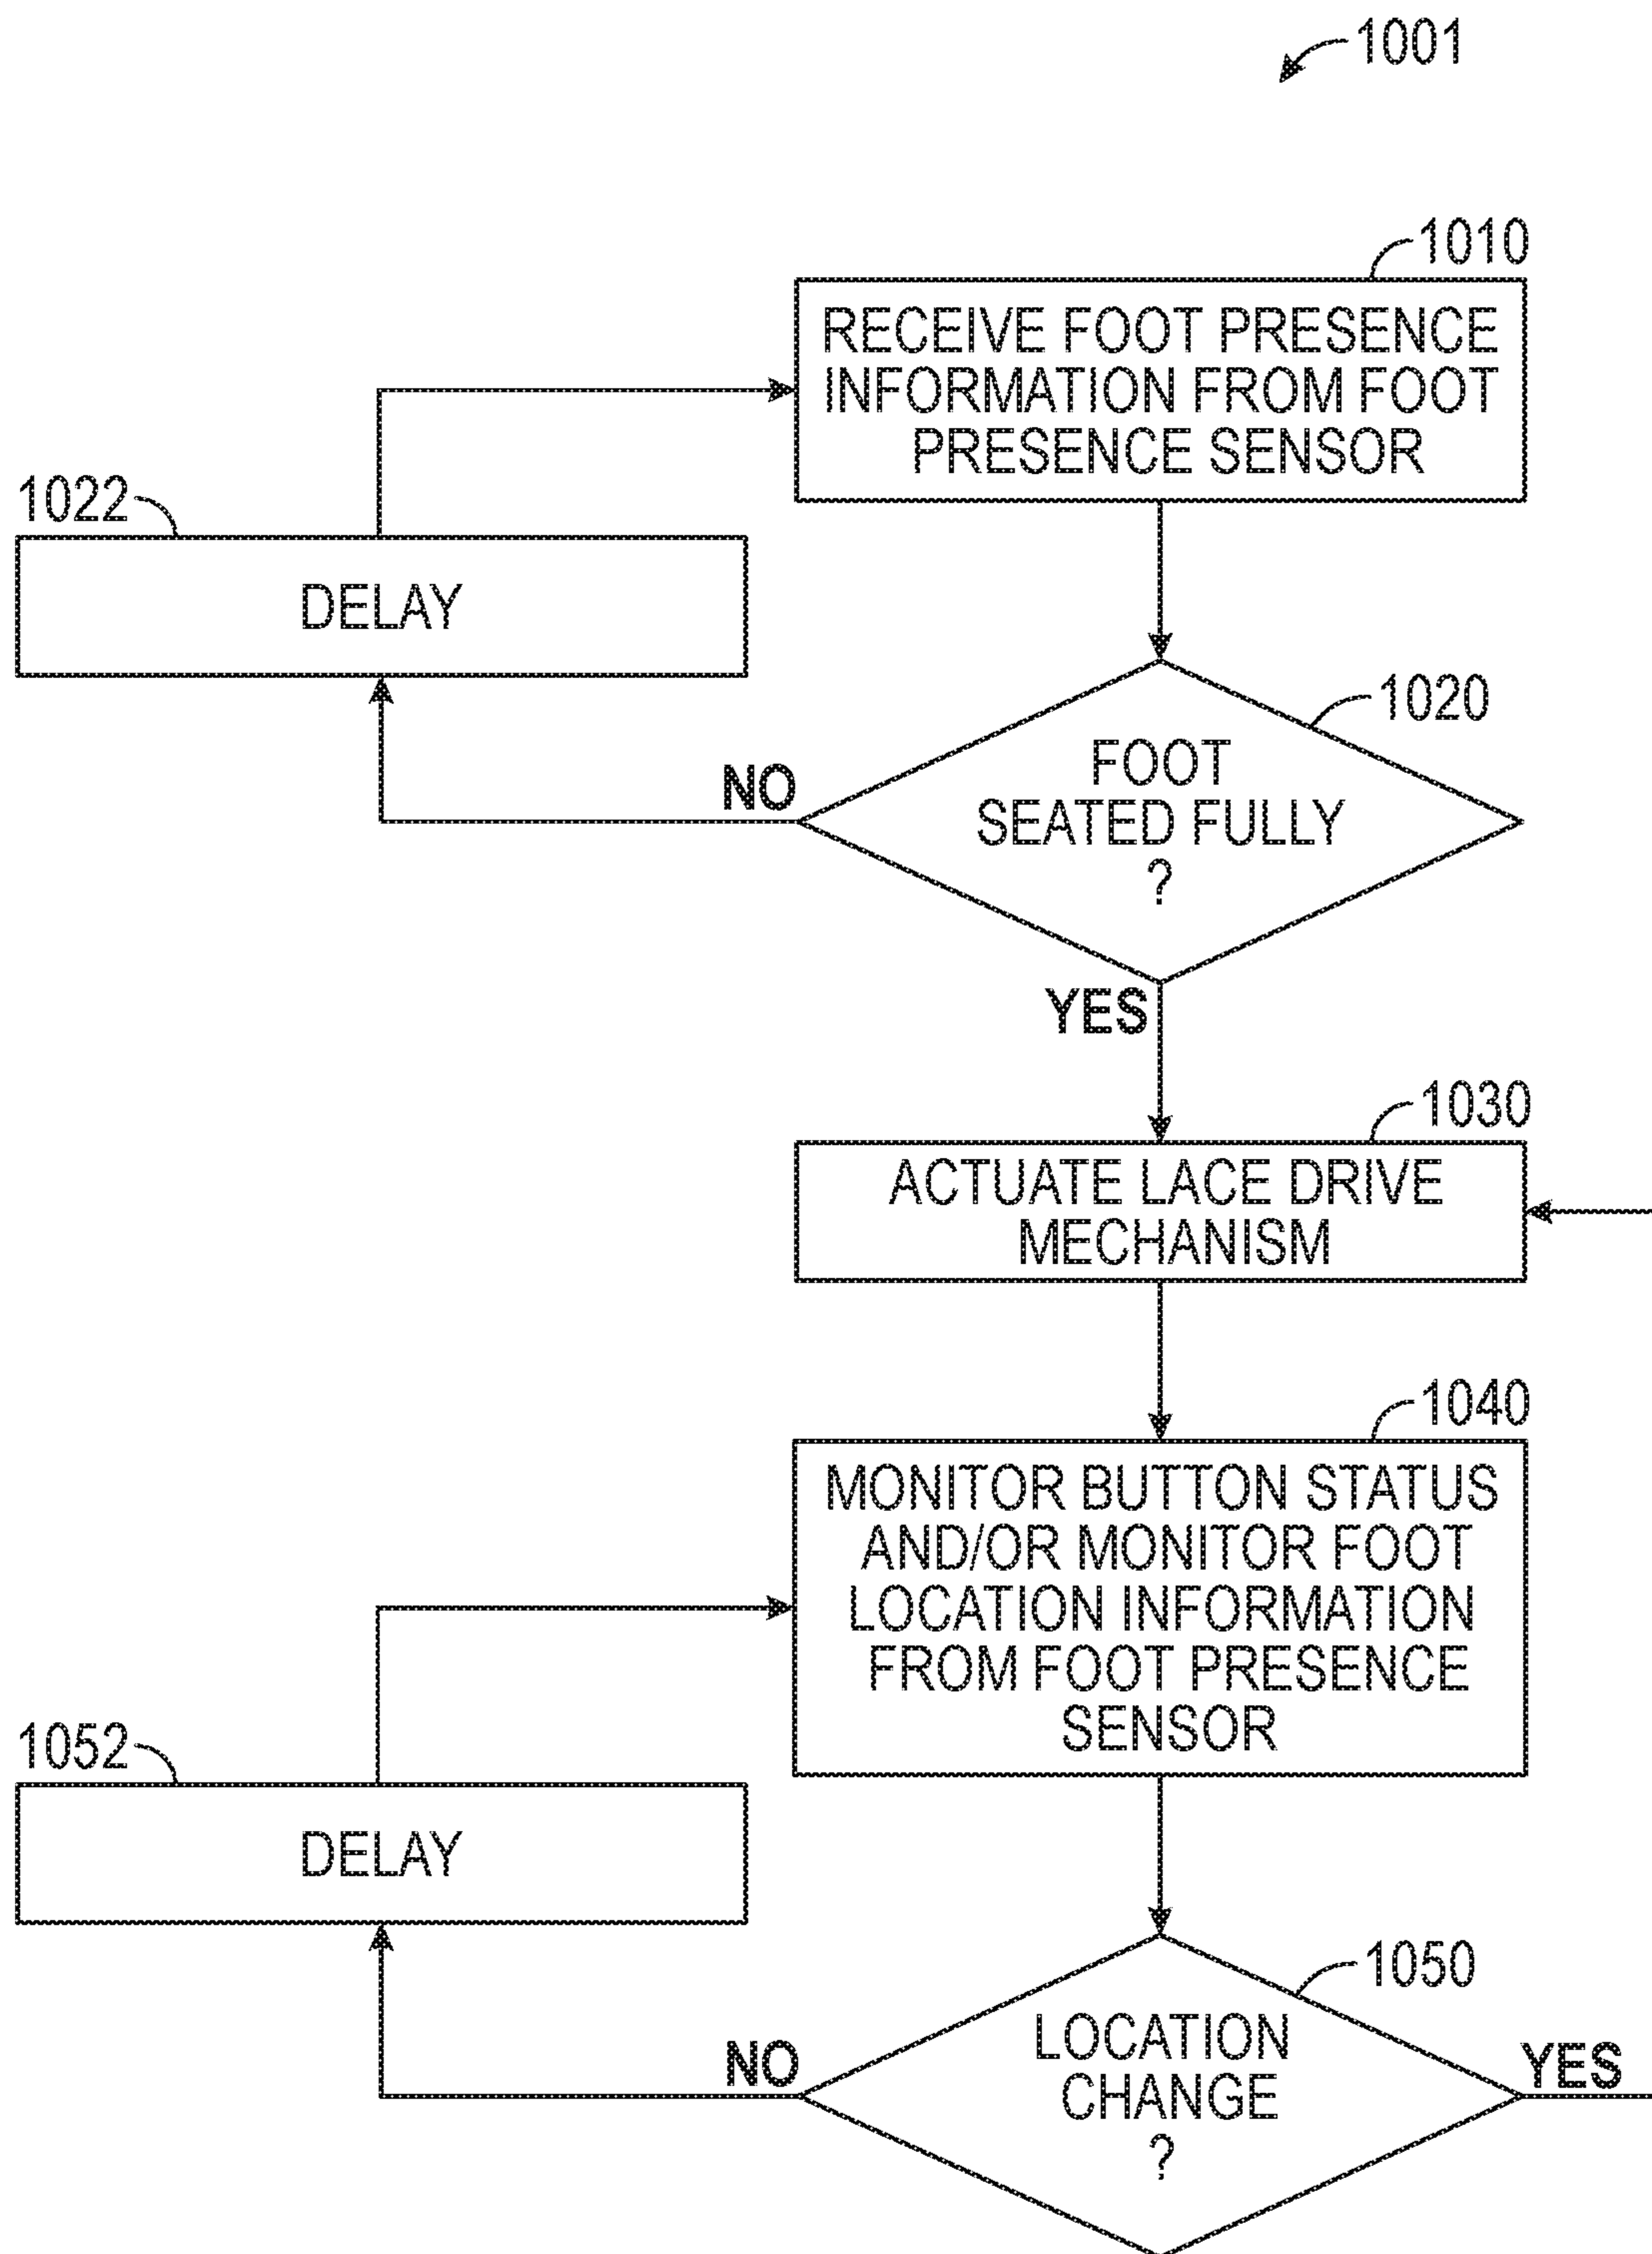 1001
1010
RECEIVE FOOT PRESENCE
INFORMATION FROM FOOT
PRESENCE SENSOR
1022
DELAY
1020
FOOT
SEATED FULLY
?
NO
YES
1030
ACTUATE LACE DRIVE
MECHANISM
1040
MONITOR BUTTON STATUS
AND/OR MONITOR FOOT
LOCATION INFORMATION
FROM FOOT PRESENCE
SENSOR
1052
DELAY
1050
LOCATION
CHANGE
?
NO
YES